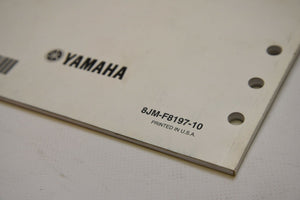 YAMAHA
8JM-F8197-10
PRINTED IN U.S.A.